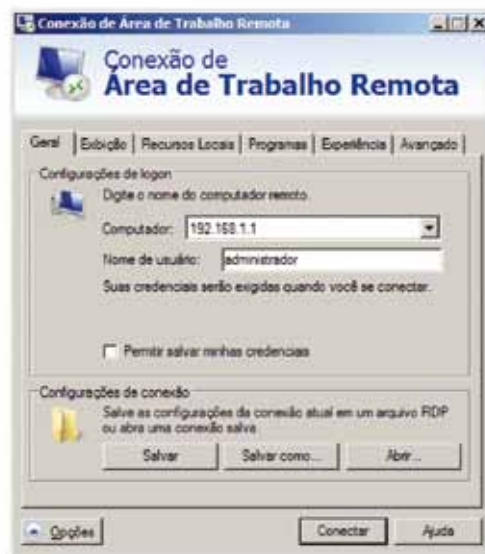 Conexão de Área de Trabalho Remota
Conexão de
Área de Trabalho Remota
Geral Exibição Recursos Locais Programas Experiência Avançado
Configurações de logon
Digite o nome do computador remoto.
Computador: 192.168.1.1
Nome de usuário: administrador
Suas credenciais serão exigidas quando você se conectar.
Permitir salvar minhas credenciais
Configurações de conexão
Salve as configurações da conexão atual em um arquivo RDP
ou abra uma conexão salva.
Salvar Salvar como... Abrir...
Opções Conectar Ajuda